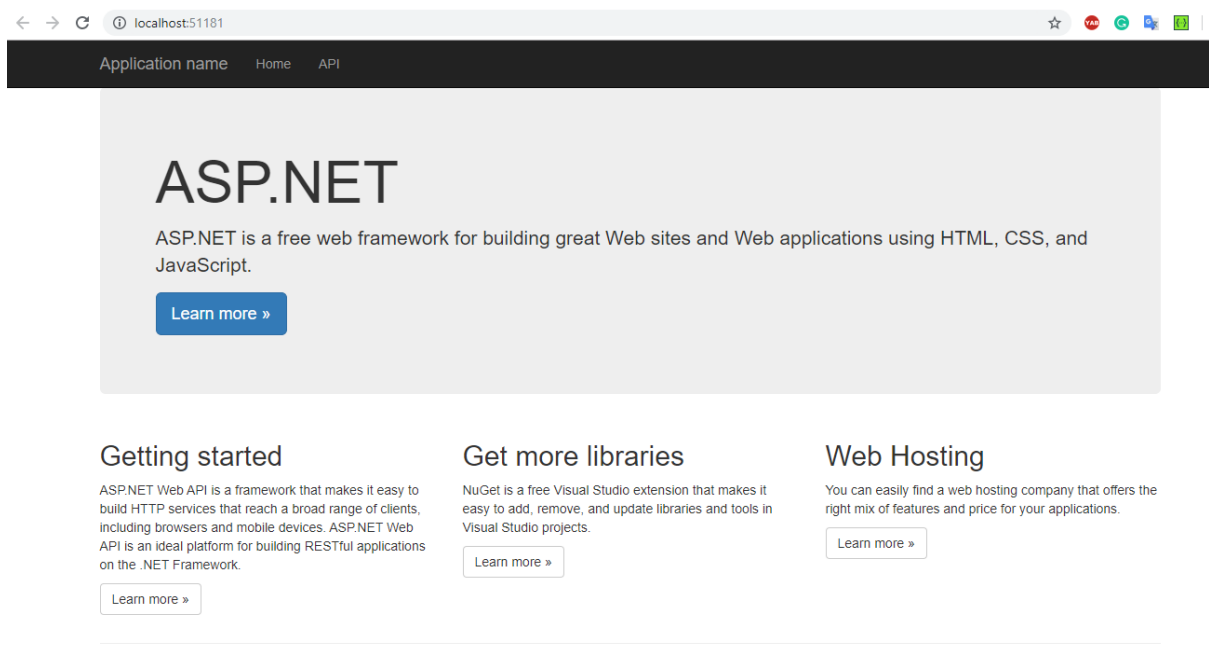 localhost:51181
YAB
G
{·}
Application name Home API
ASP.NET
ASP.NET is a free web framework for building great Web sites and Web applications using HTML, CSS, and
JavaScript.
Learn more »
Getting started
ASP.NET Web API is a framework that makes it easy to
build HTTP services that reach a broad range of clients,
including browsers and mobile devices. ASP.NET Web
API is an ideal platform for building RESTful applications
on the .NET Framework.
Learn more »
Get more libraries
NuGet is a free Visual Studio extension that makes it
easy to add, remove, and update libraries and tools in
Visual Studio projects.
Learn more »
Web Hosting
You can easily find a web hosting company that offers the
right mix of features and price for your applications.
Learn more »